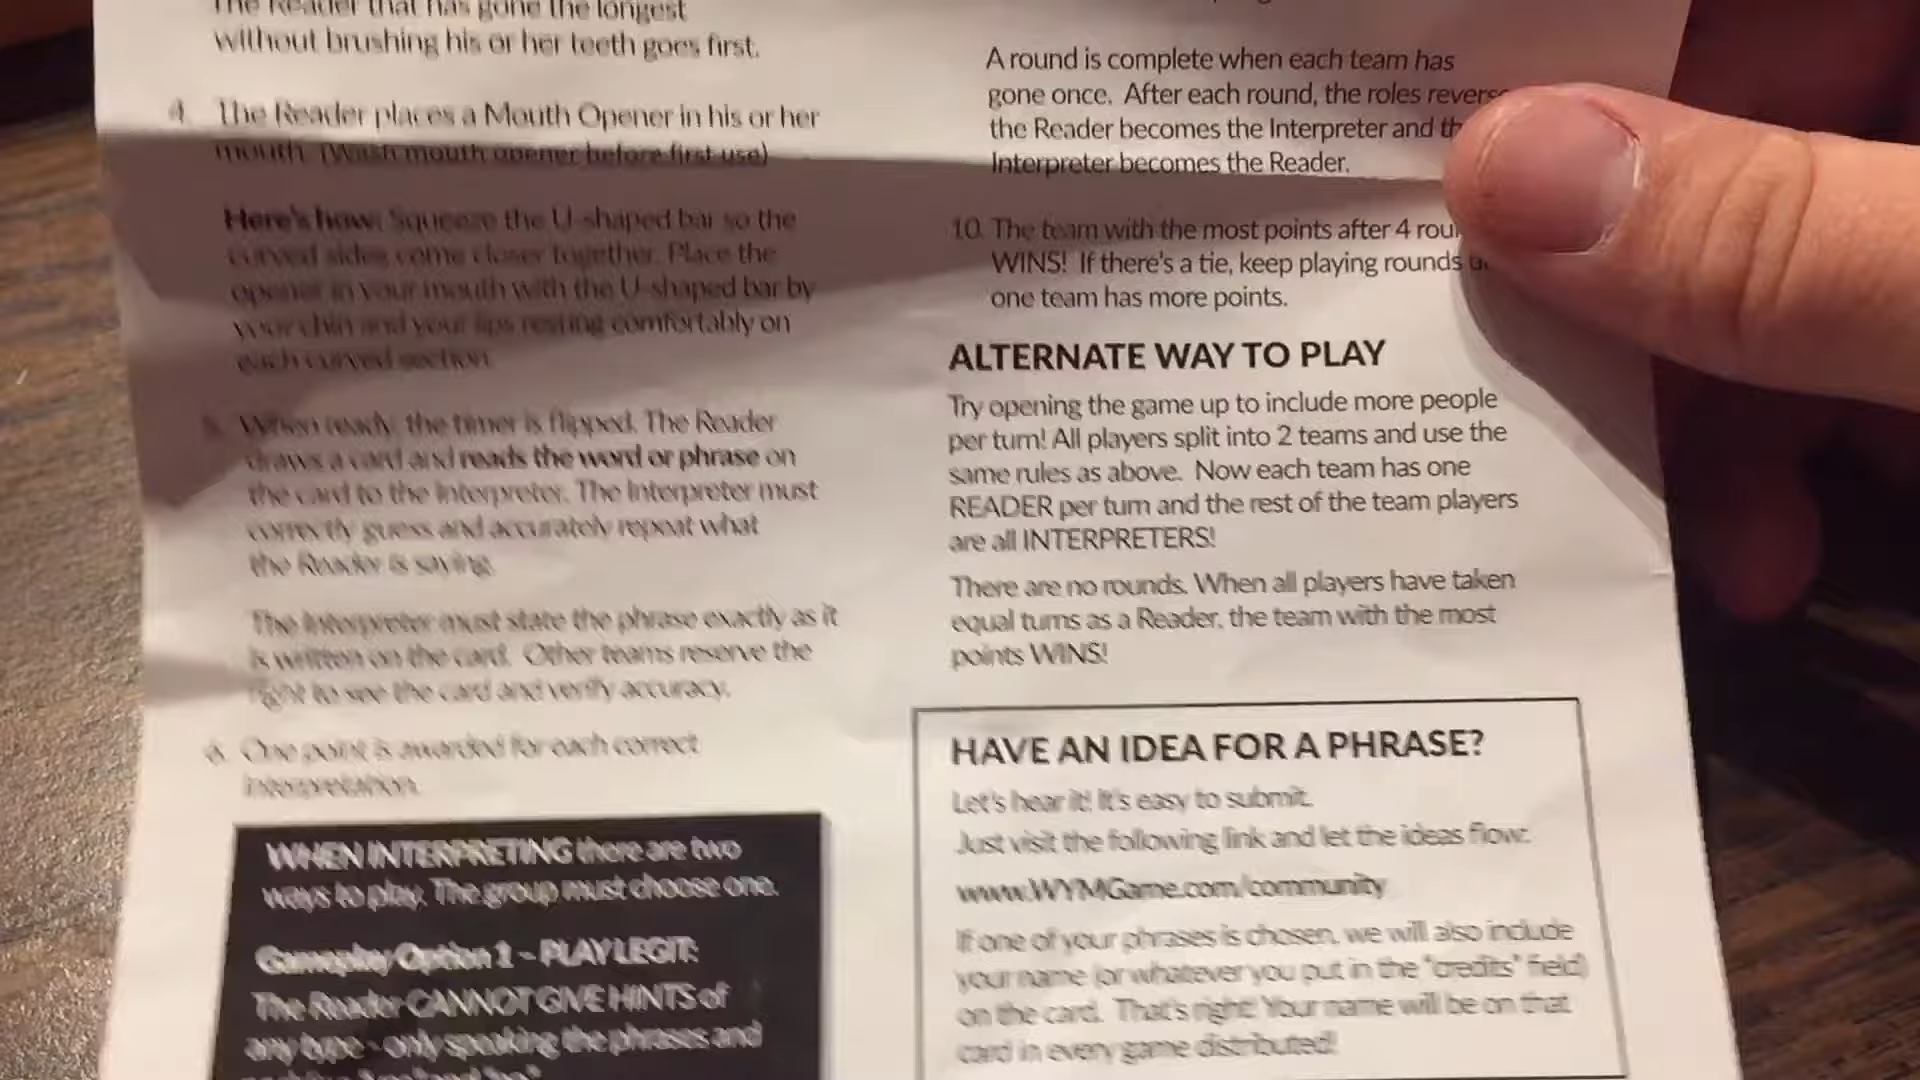 The Reader that has gone the longest
without brushing his or her teeth goes first.
4. The Reader places a Mouth Opener in his or her
mouth. (Wash mouth opener before first use)
Here's how: Squeeze the U-shaped bar so the
curved sides come closer together. Place the
opener in your mouth with the U-shaped bar by
your chin and your lips resting comfortably on
each curved section.
5. When ready, the timer is flipped. The Reader
draws a card and reads the word or phrase on
the card to the Interpreter. The Interpreter must
correctly guess and accurately repeat what
the Reader is saying.
The Interpreter must state the phrase exactly as it
is written on the card. Other teams reserve the
right to see the card and verify accuracy.
6. One point is awarded for each correct
interpretation.
WHEN INTERPRETING there are two
ways to play. The group must choose one.
Gameplay Option 1 - PLAY LEGIT:
The Reader CANNOT GIVE HINTS of
any type - only speaking the phrases and
A round is complete when each team has
gone once. After each round, the roles
the Reader becomes the Interpreter and
Interpreter becomes the Reader.
10. The team with the most points after 4
WINS! If there's a tie, keep playing rounds
one team has more points.
ALTERNATE WAY TO PLAY
Try opening the game up to include more people
per turn! All players split into 2 teams and use the
same rules as above. Now each team has one
READER per turn and the rest of the team players
are all INTERPRETERS!
There are no rounds. When all players have taken
equal turns as a Reader, the team with the most
points WINS!
HAVE AN IDEA FOR A PHRASE?
Let's hear it! It's easy to submit.
Just visit the following link and let the ideas flow:
www.WYMGame.com/community
If one of your phrases is chosen, we will also include
your name (or whatever you put in the "credits" field)
on the card. That's right! Your name will be on that
card in every game distributed!